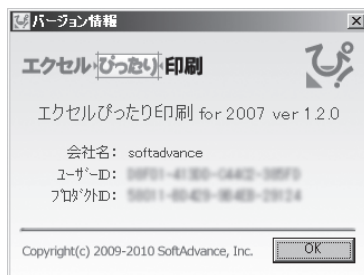 バージョン情報
エクセル ぴったり 印刷
ぴ
エクセルぴったり印刷 for 2007 ver 1.2.0
会社名: softadvance
ﾕｰｻﾞｰID:
ﾌﾟﾛﾀﾞｸﾄID:
Copyright(c) 2009-2010 SoftAdvance, Inc.
OK